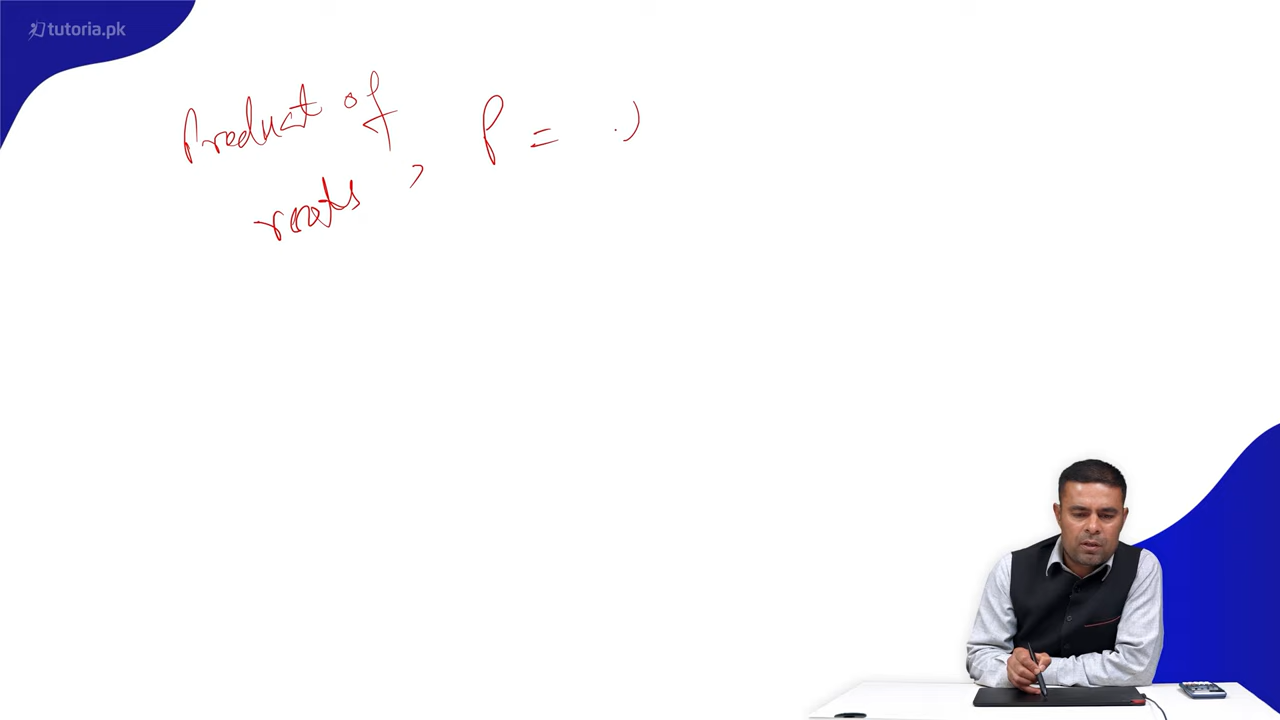 tutoria.pk
Product of
roots, P =